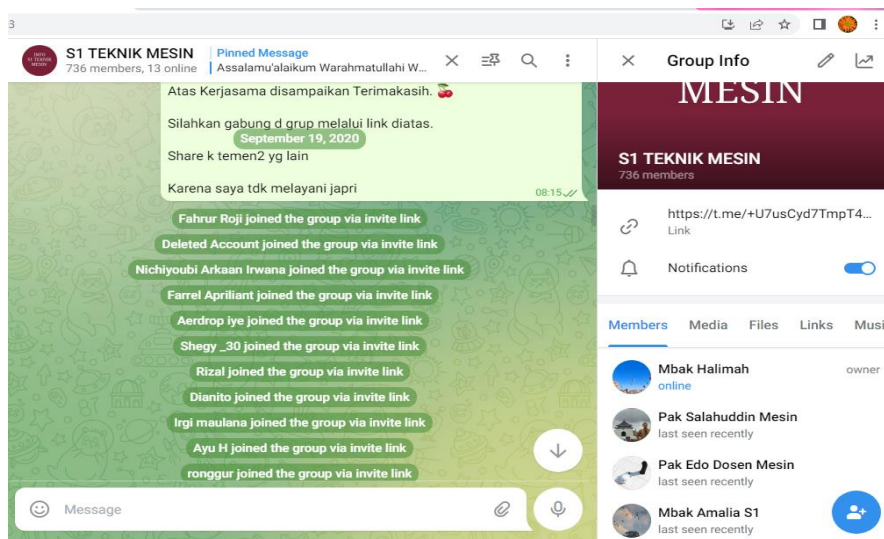 3
INFO
S1 TEKNIK
MESIN
S1 TEKNIK MESIN
736 members, 13 online
Pinned Message
Assalamu'alaikum Warahmatullahi W...
Atas Kerjasama disampaikan Terimakasih. 🍒
Silahkan gabung d grup melalui link diatas.
September 19, 2020
Share k temen2 yg lain
Karena saya tdk melayani japri
08:15
Fahrur Roji joined the group via invite link
Deleted Account joined the group via invite link
Nichiyoubi Arkaan Irwana joined the group via invite link
Farrel Apriliant joined the group via invite link
Aerdrop iye joined the group via invite link
Shegy _30 joined the group via invite link
Rizal joined the group via invite link
Dianito joined the group via invite link
Irgi maulana joined the group via invite link
Ayu H joined the group via invite link
ronggur joined the group via invite link
Message
Group Info
MESIN
S1 TEKNIK MESIN
736 members
https://t.me/+U7usCyd7TmpT4...
Link
Notifications
Members Media Files Links Musi
Mbak Halimah owner
online
Pak Salahuddin Mesin
last seen recently
Pak Edo Dosen Mesin
last seen recently
Mbak Amalia S1
last seen recently